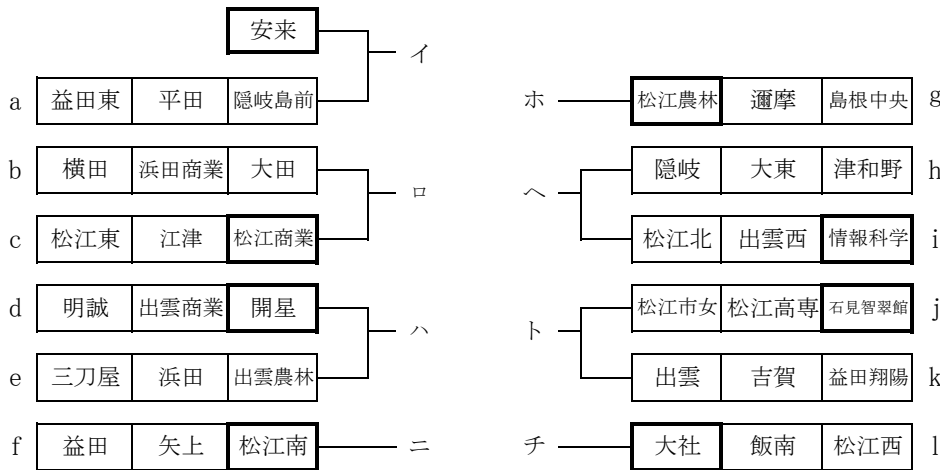 安来
イ
a 益田東 平田 隠岐島前
b 横田 浜田商業 大田
ロ
c 松江東 江津 松江商業
d 明誠 出雲商業 開星
ハ
e 三刀屋 浜田 出雲農林
f 益田 矢上 松江南 ニ
ホ 松江農林 邇摩 島根中央 g
隠岐 大東 津和野 h
ヘ
松江北 出雲西 情報科学 i
松江市女 松江高専 石見智翠館 j
ト
出雲 吉賀 益田翔陽 k
チ 大社 飯南 松江西 l